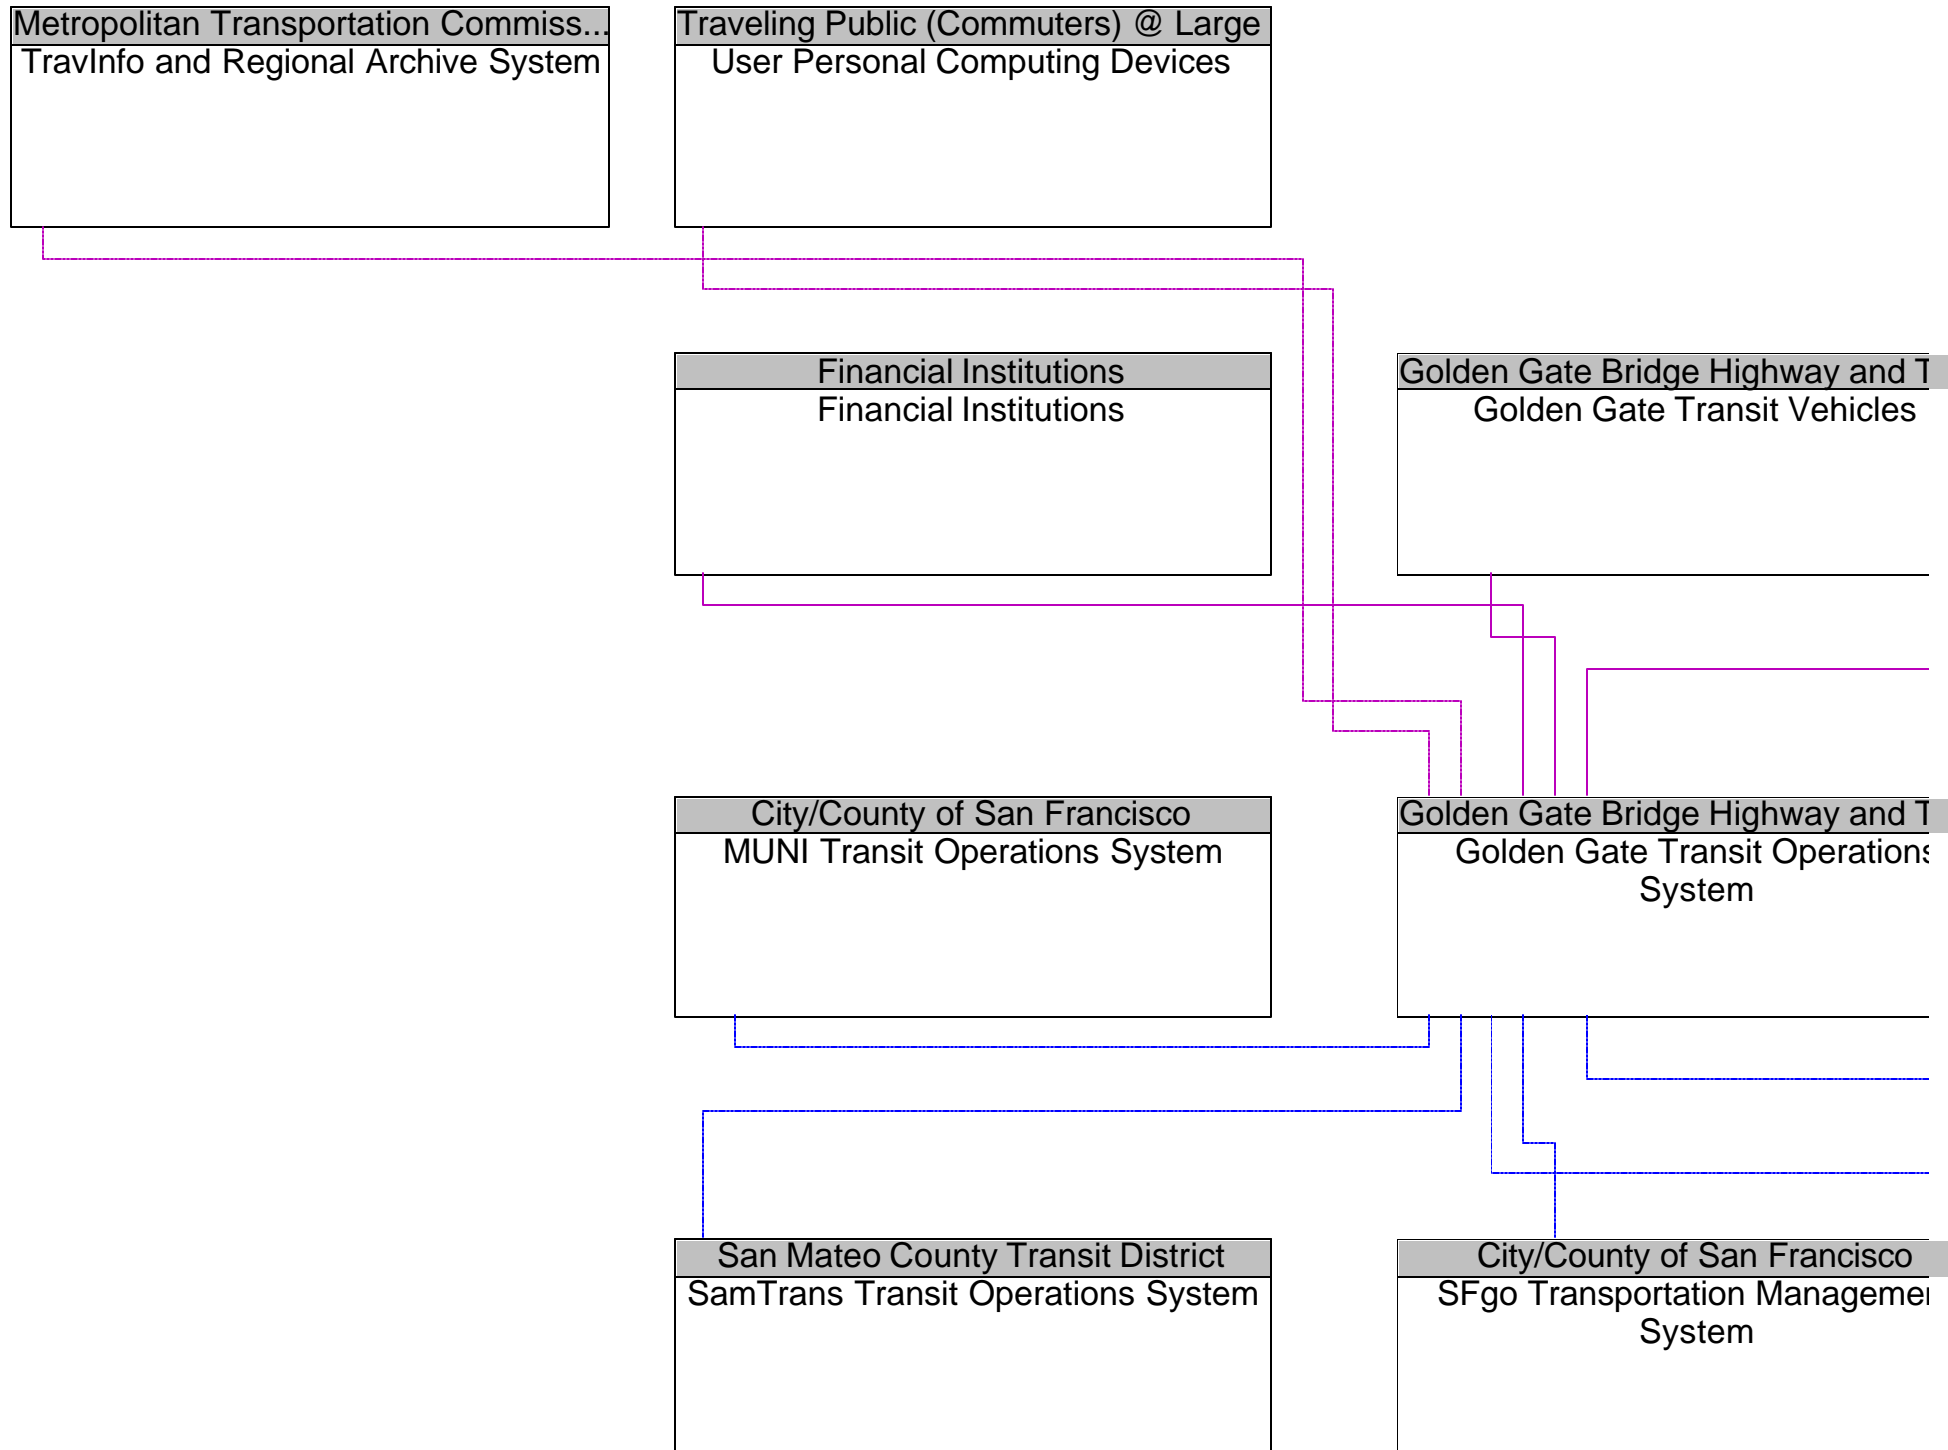 Metropolitan Transportation Commiss...
TravInfo and Regional Archive System
Traveling Public (Commuters) @ Large
User Personal Computing Devices
Financial Institutions
Financial Institutions
Golden Gate Bridge Highway and T
Golden Gate Transit Vehicles
City/County of San Francisco
MUNI Transit Operations System
Golden Gate Bridge Highway and T
Golden Gate Transit Operations
System
San Mateo County Transit District
SamTrans Transit Operations System
City/County of San Francisco
SFgo Transportation Managemen
System